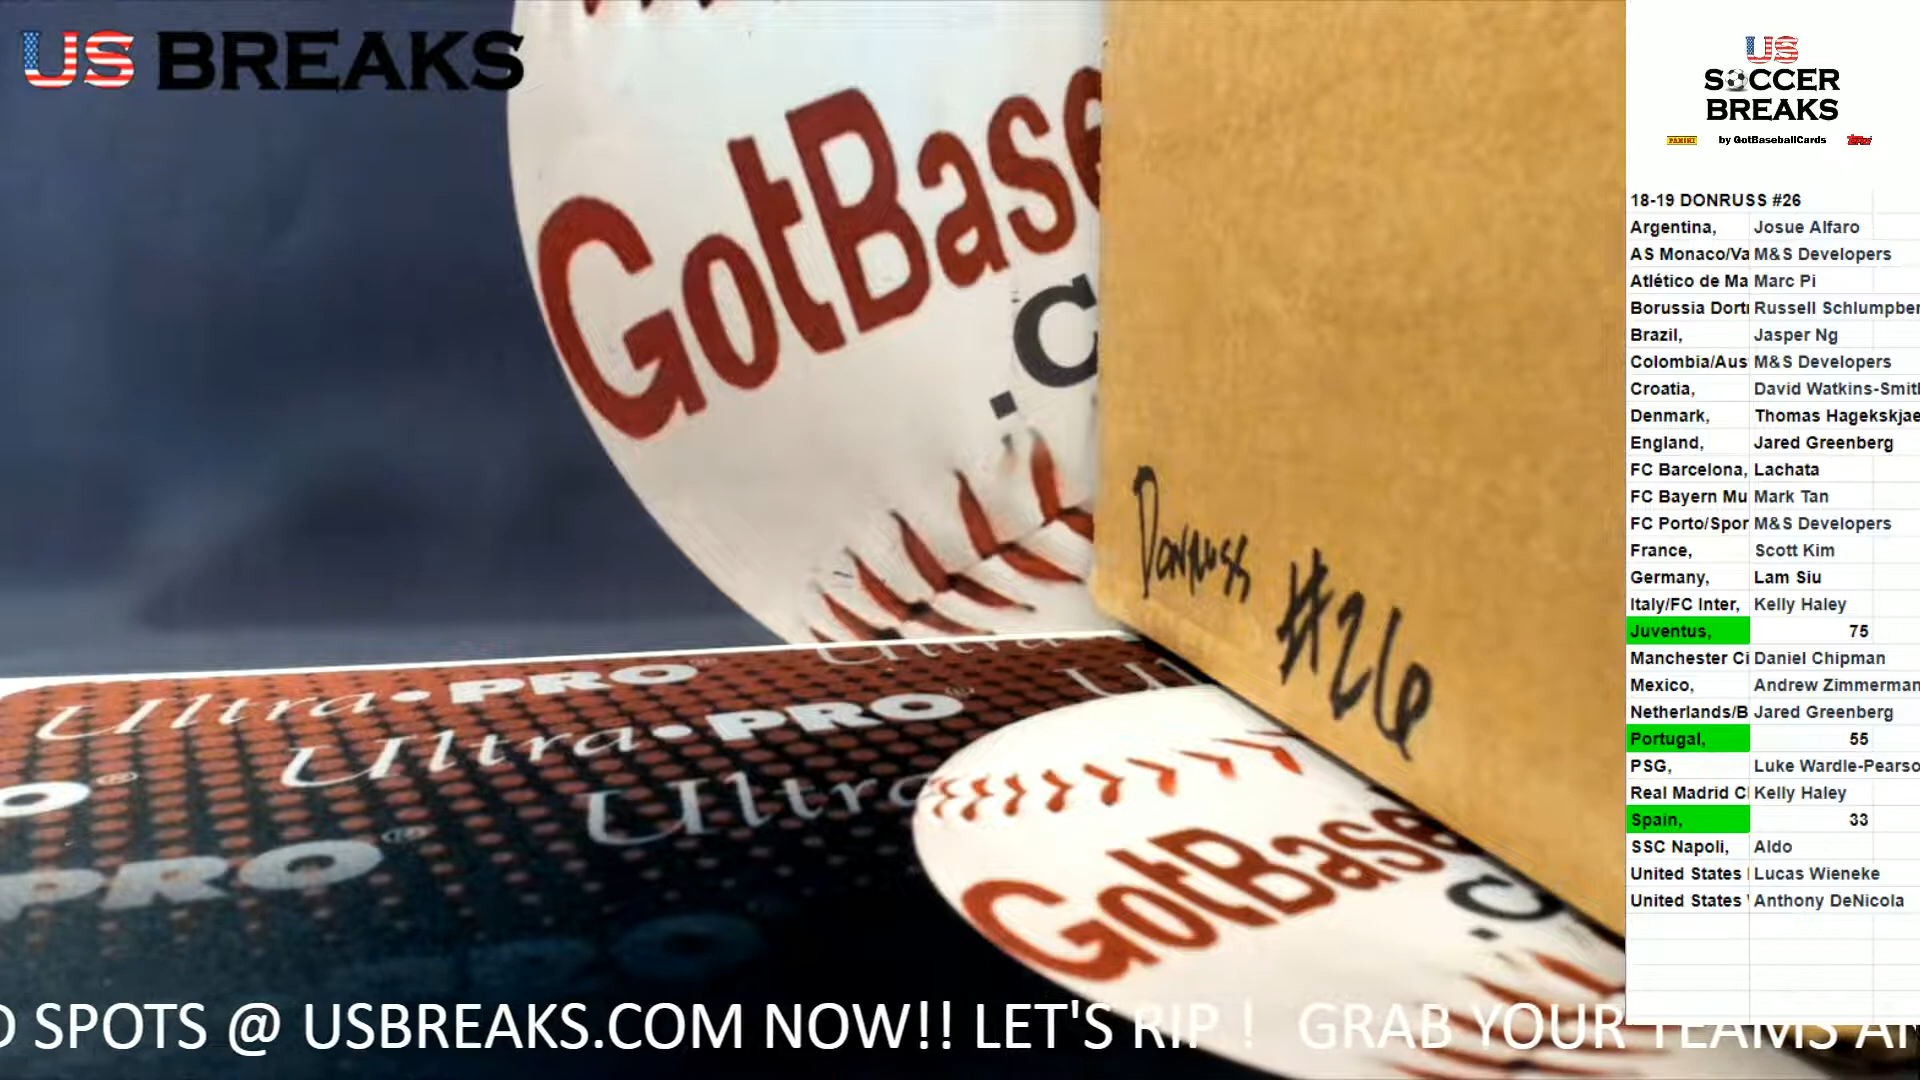 US BREAKS
GotBase
.c
Donruss
#26
Ultra•PRO
Ultra•PRO®
Ultra
PRO®
GotBase
D SPOTS @ USBREAKS.COM NOW!! LET'S RIP ! GRAB YOUR TEAMS AN
US
SOCCER
BREAKS
PANINI by GotBaseballCards Topps
18-19 DONRUSS #26
Argentina, Josue Alfaro
AS Monaco/Va M&S Developers
Atlético de Ma Marc Pi
Borussia Dort Russell Schlumpber
Brazil, Jasper Ng
Colombia/Aus M&S Developers
Croatia, David Watkins-Smith
Denmark, Thomas Hagekskjae
England, Jared Greenberg
FC Barcelona, Lachata
FC Bayern Mu Mark Tan
FC Porto/Spor M&S Developers
France, Scott Kim
Germany, Lam Siu
Italy/FC Inter, Kelly Haley
Juventus, 75
Manchester Ci Daniel Chipman
Mexico, Andrew Zimmerman
Netherlands/B Jared Greenberg
Portugal, 55
PSG, Luke Wardle-Pearso
Real Madrid C Kelly Haley
Spain, 33
SSC Napoli, Aldo
United States Lucas Wieneke
United States Anthony DeNicola